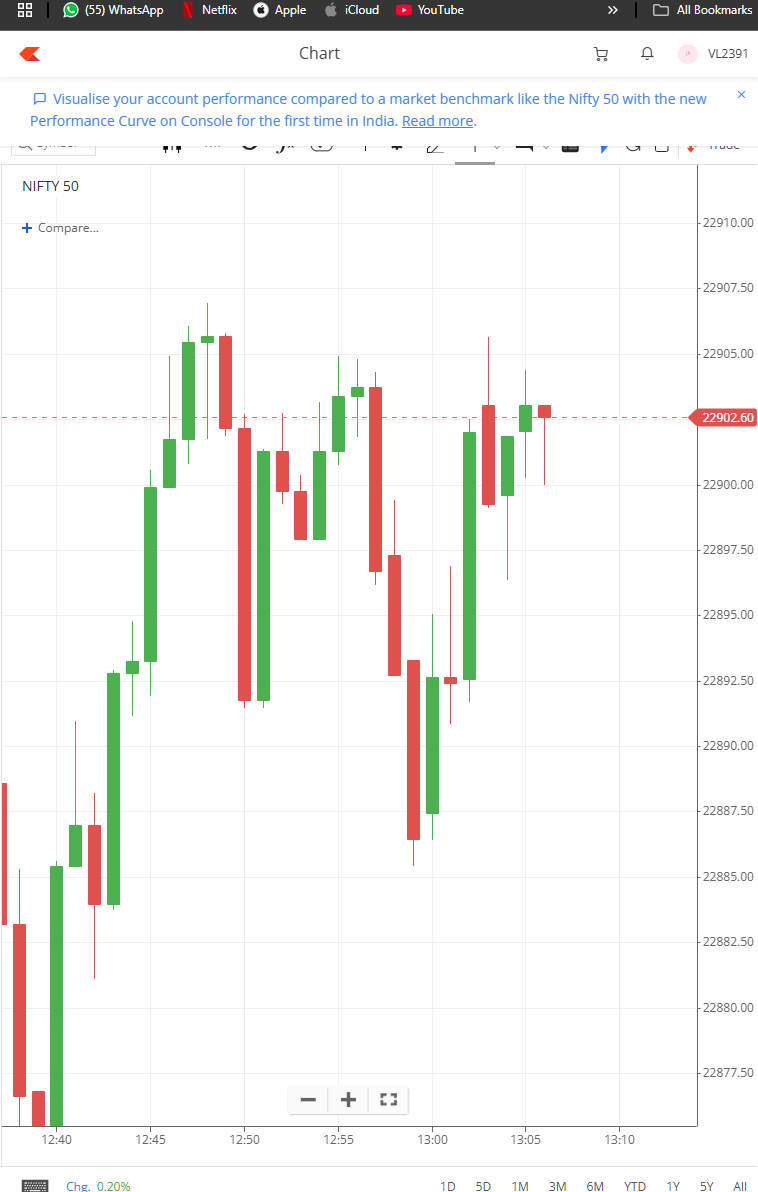 (55) WhatsApp Netflix Apple iCloud YouTube » All Bookmarks
Chart VL2391
Visualise your account performance compared to a market benchmark like the Nifty 50 with the new
Performance Curve on Console for the first time in India. Read more.
NIFTY 50
22910.00
+ Compare...
22907.50
22905.00
22902.60
22900.00
22897.50
22895.00
22892.50
22890.00
22887.50
22885.00
22882.50
22880.00
22877.50
12:40 12:45 12:50 12:55 13:00 13:05 13:10
Chg. 0.20% 1D 5D 1M 3M 6M YTD 1Y 5Y All